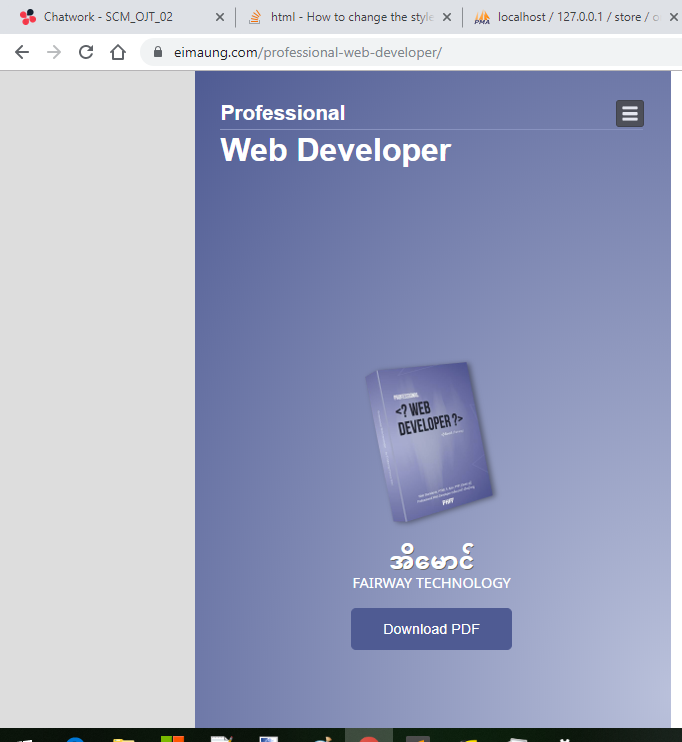 Chatwork - SCM_OJT_02
html - How to change the style
PMA
localhost / 127.0.0.1 / store / o
eimaung.com/professional-web-developer/
Professional
Web Developer
PROFESSIONAL
<? WEB
DEVELOPER ?>
အိမောင်
FAIRWAY TECHNOLOGY
Download PDF